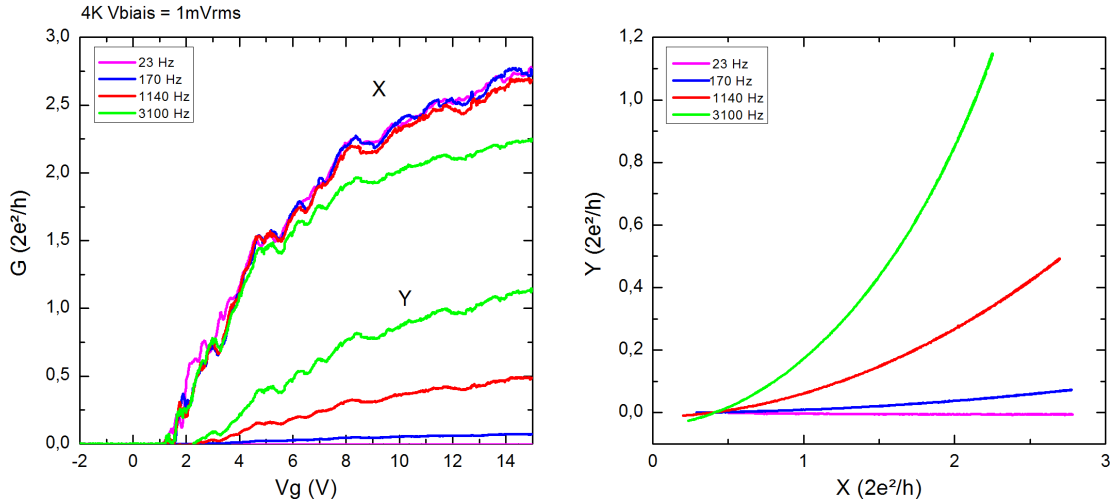 4K Vbiais = 1mVrms
3,0
2,5
2,0
1,5
1,0
0,5
0,0
-2 0 2 4 6 8 10 12 14
G (2e²/h)
Vg (V)
23 Hz
170 Hz
1140 Hz
3100 Hz
X
Y
1,2
1,0
0,8
0,6
0,4
0,2
0,0
0 1 2 3
Y (2e²/h)
X (2e²/h)
23 Hz
170 Hz
1140 Hz
3100 Hz